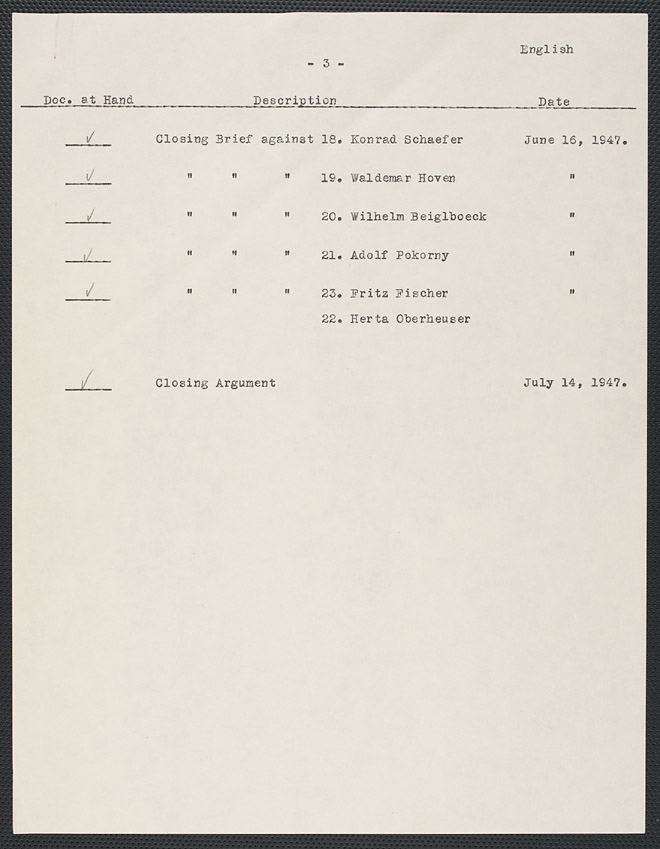 English
- 3 -
Doc. at Hand Description Date
✓ Closing Brief against 18. Konrad Schaefer June 16, 1947.
✓ " " " 19. Waldemar Hoven "
✓ " " " 20. Wilhelm Beiglboeck "
✓ " " " 21. Adolf Pokorny "
✓ " " " 23. Fritz Fischer "
22. Herta Oberheuser
✓ Closing Argument July 14, 1947.